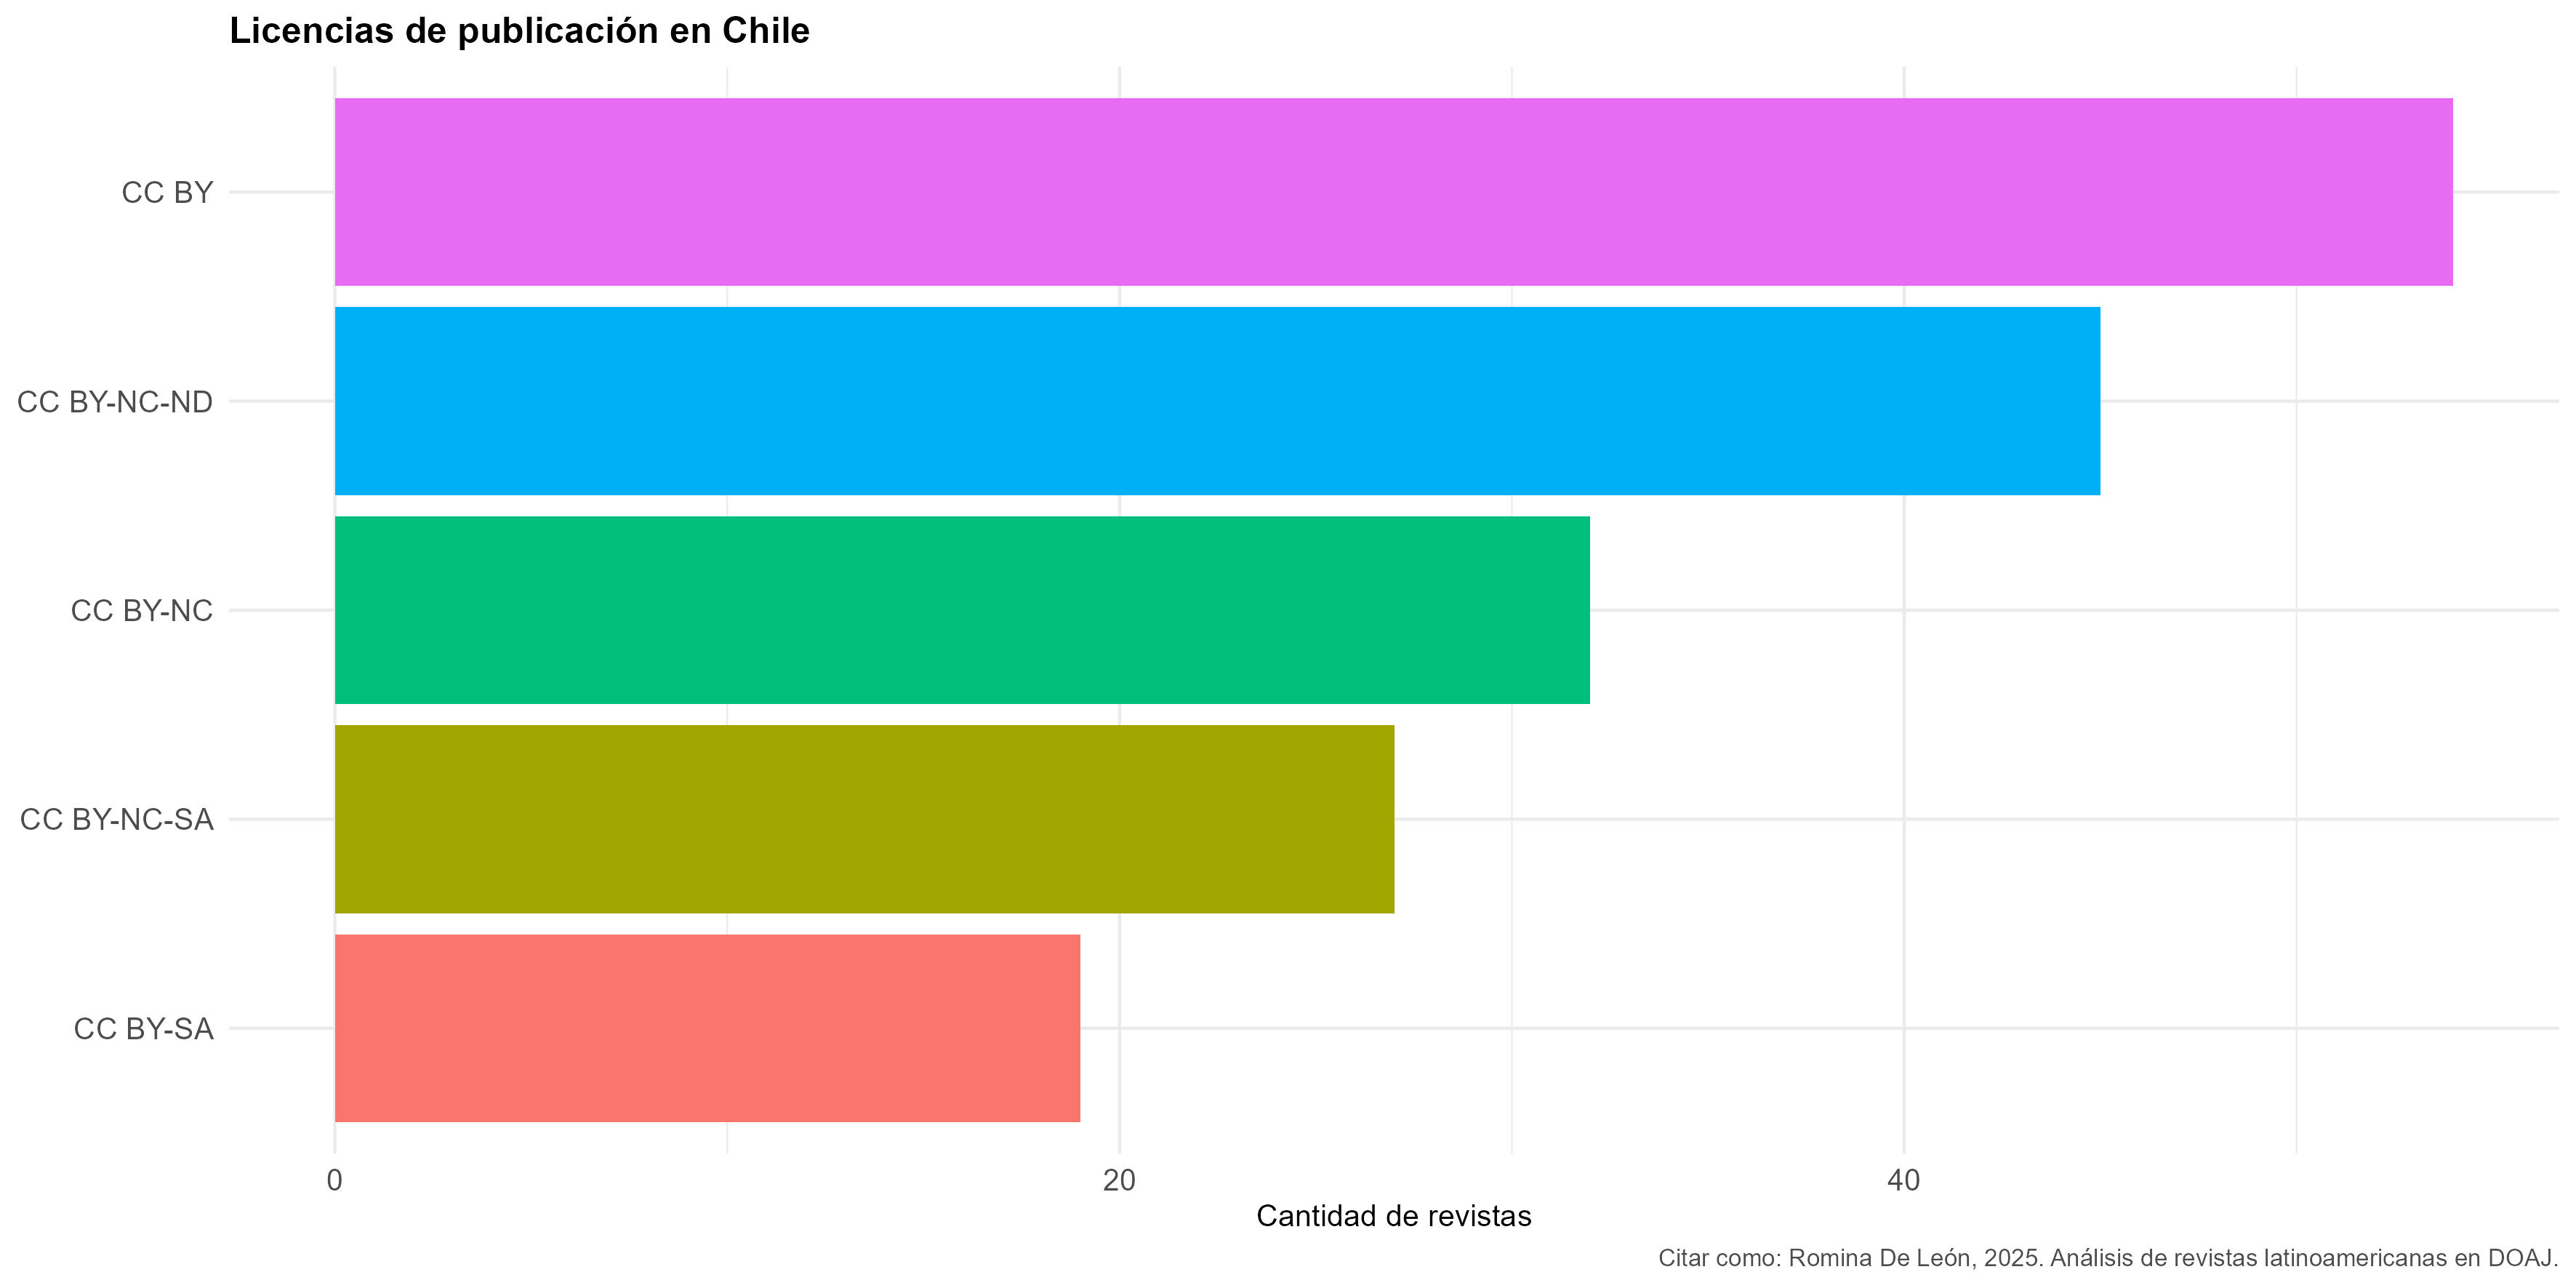 Licencias de publicación en Chile
CC BY
CC BY-NC-ND
CC BY-NC
CC BY-NC-SA
CC BY-SA
0 20 40
Cantidad de revistas
Citar como: Romina De León, 2025. Análisis de revistas latinoamericanas en DOAJ.